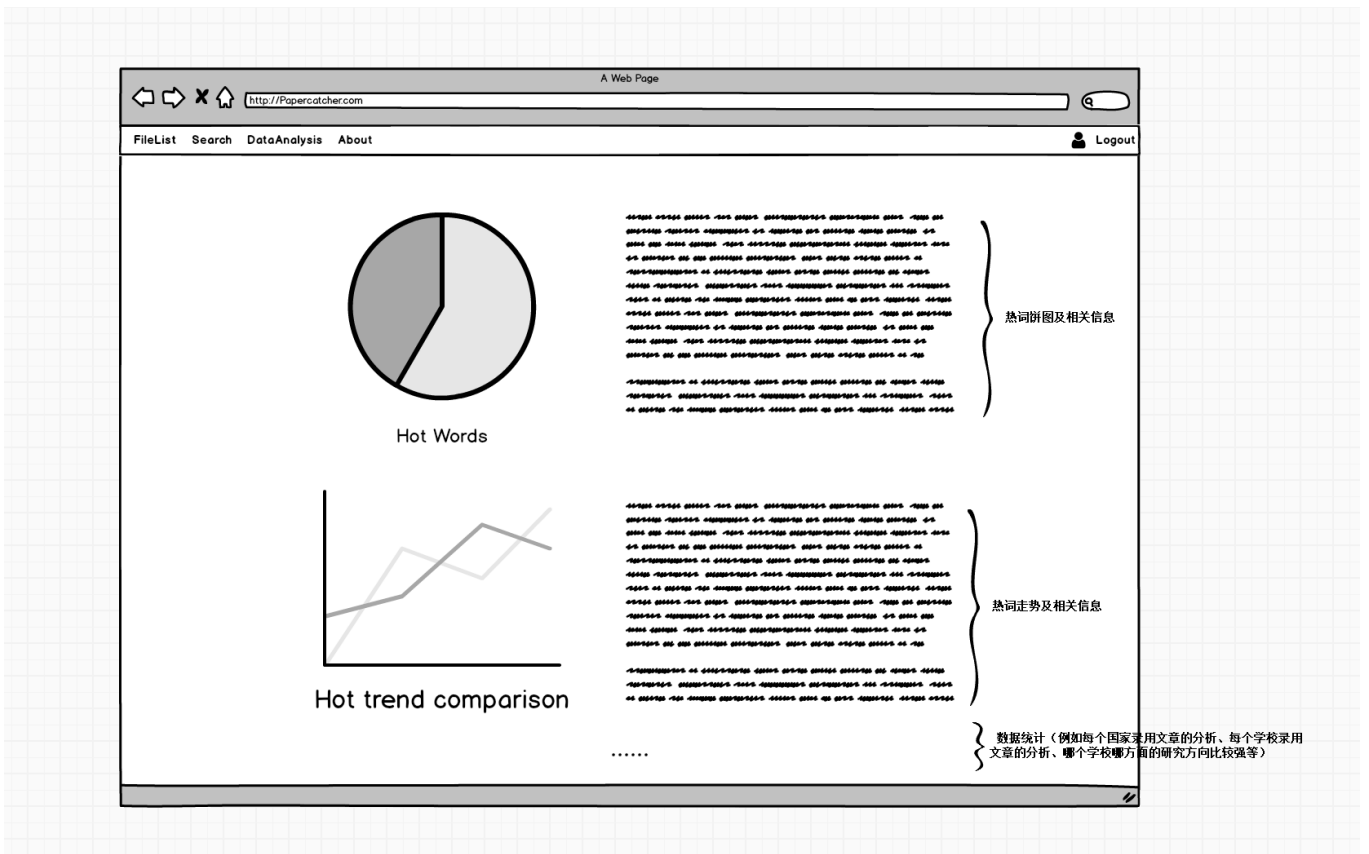 A Web Page
http://Papercatcher.com
FileList Search DataAnalysis About Logout
热词饼图及相关信息
Hot Words
热词走势及相关信息
Hot trend comparison
数据统计（例如每个国家录用文章的分析、每个学校录用
文章的分析、哪个学校哪方面的研究方向比较强等）
......